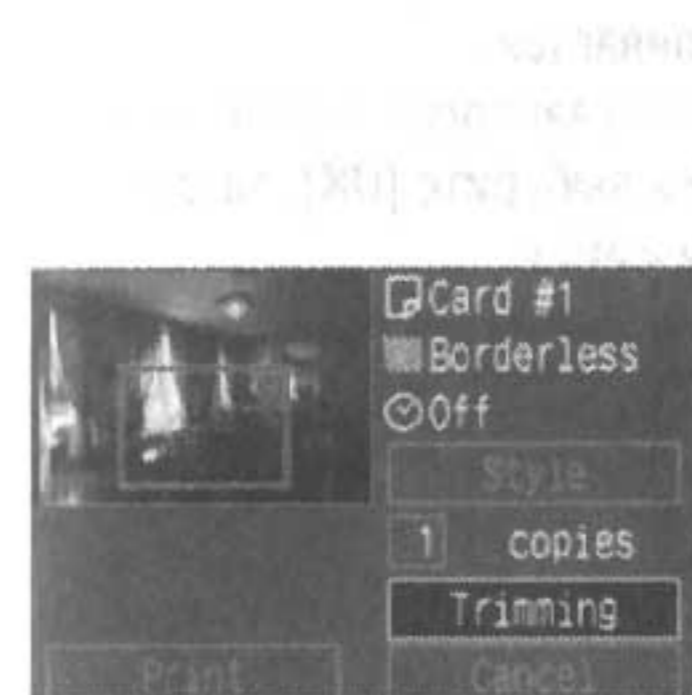 Card #1
Borderless
Off
Style
1 copies
Trimming
Print Cancel